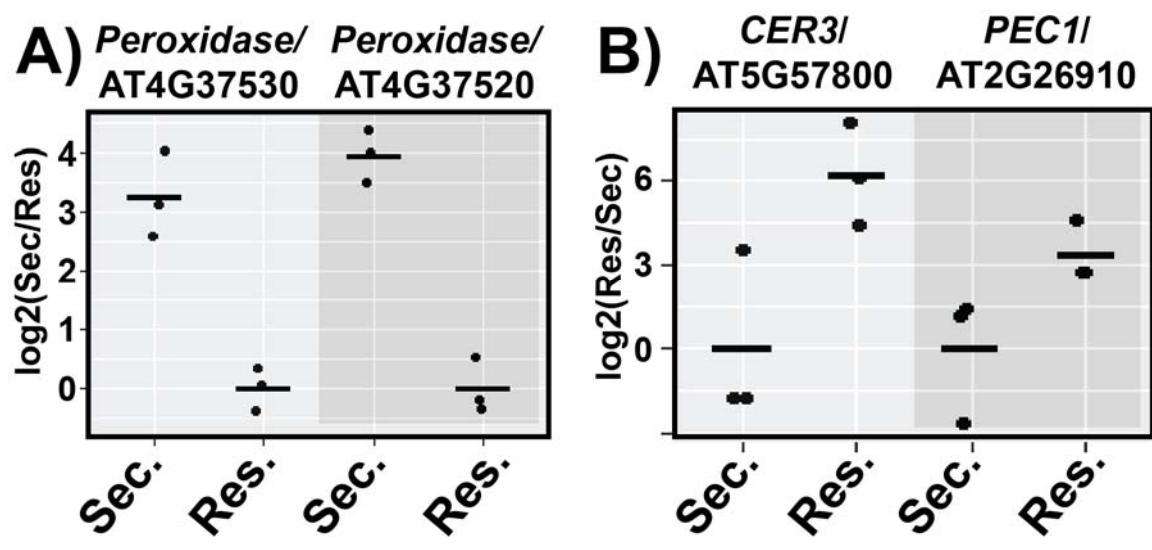 A)
Peroxidase/ Peroxidase/
AT4G37530 AT4G37520
log2(Sec/Res)
4
3
2
1
0
Sec. Res. Sec. Res.
B)
CER3/ PEC1/
AT5G57800 AT2G26910
log2(Res/Sec)
6
3
0
Sec. Res. Sec. Res.